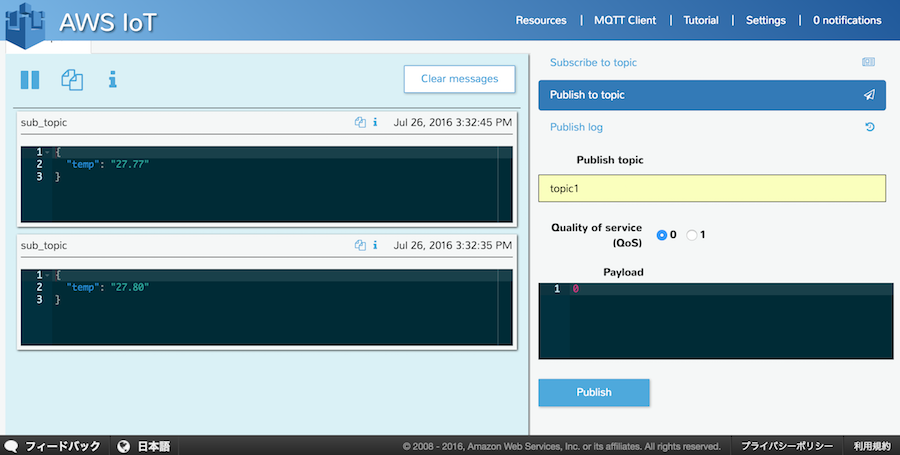 AWS IoT
Resources | MQTT Client | Tutorial | Settings | 0 notifications
Clear messages
sub_topic
Jul 26, 2016 3:32:45 PM
1 {
2 "temp": "27.77"
3 }
sub_topic
Jul 26, 2016 3:32:35 PM
1 {
2 "temp": "27.80"
3 }
Subscribe to topic
Publish to topic
Publish log
Publish topic
topic1
Quality of service
(QoS)
0 1
Payload
1 0
Publish
フィードバック 日本語
© 2008 - 2016, Amazon Web Services, Inc. or its affiliates. All rights reserved.
プライバシーポリシー 利用規約